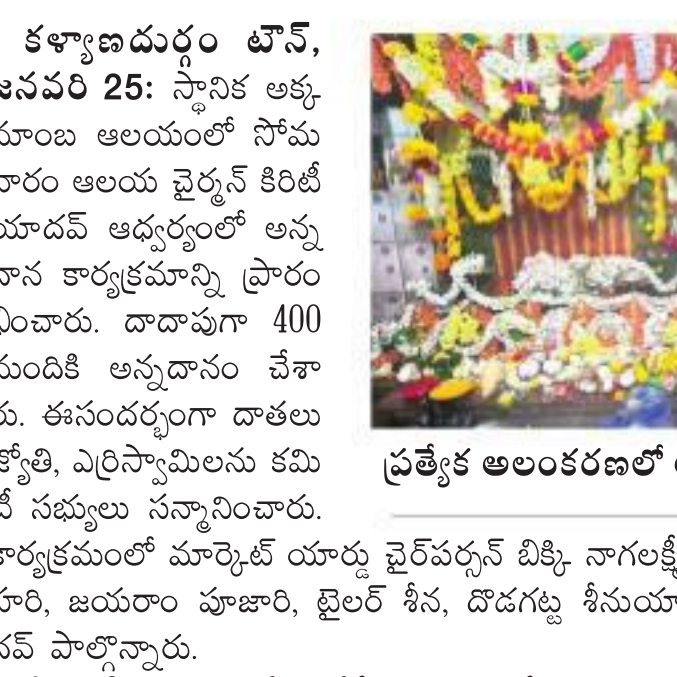 కళ్యాణదుర్గం టౌన్,
జనవరి 25: స్థానిక అక్క
మాంబ ఆలయంలో సోమ
వారం ఆలయ చైర్మన్ కిరిటీ
యాదవ్ ఆధ్వర్యంలో అన్న
దాన కార్యక్రమాన్ని ప్రారం
భించారు. దాదాపుగా 400
మందికి అన్నదానం చేశా
రు. ఈసందర్భంగా దాతలు
జ్యోతి, ఎర్రిస్వామిలను కమి
టీ సభ్యులు సన్మానించారు.
ప్రత్యేక అలంకరణలో
కార్యక్రమంలో మార్కెట్ యార్డు చైర్‌పర్సన్ బిక్కి నాగలక్ష్మీ
హరి, జయరాం పూజారి, టైలర్ శీన, దొడగట్ట శీనుయా
దవ్ పాల్గొన్నారు.